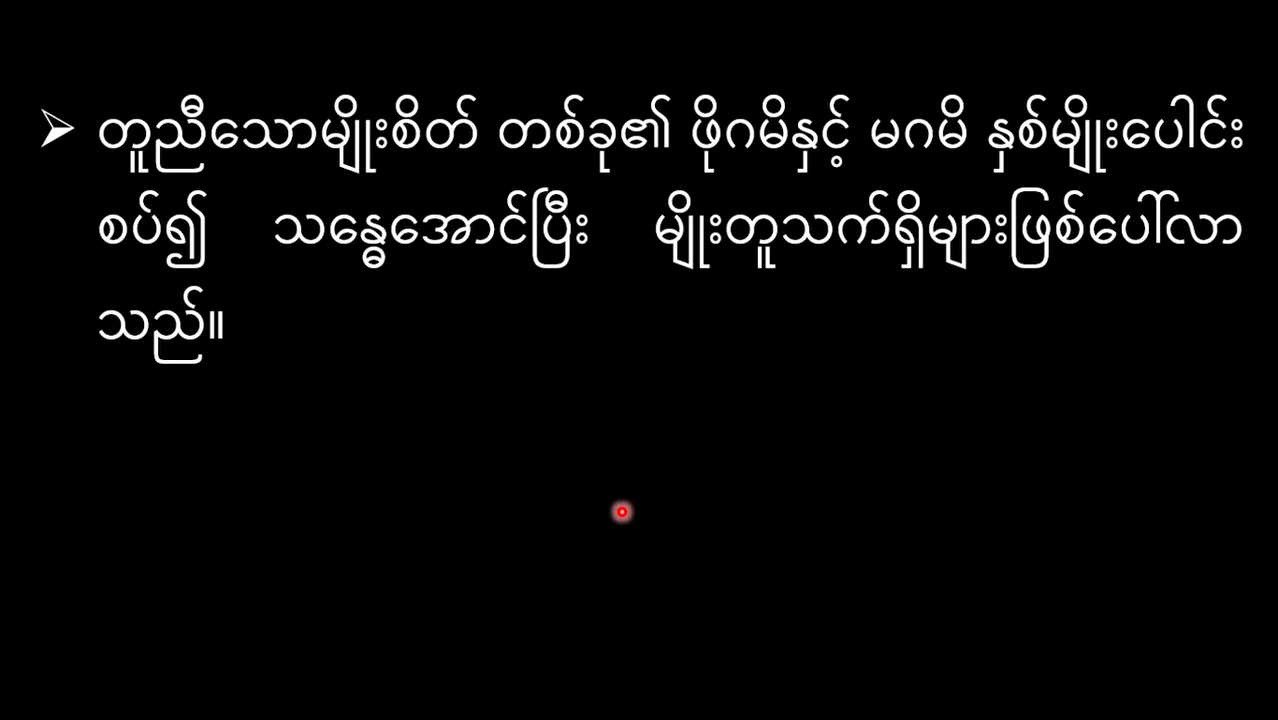 ➢ တူညီသောမျိုးစိတ် တစ်ခု၏ ဖိုဂမိနှင့် မဂမိ နှစ်မျိုးပေါင်း
စပ်၍ သန္ဓေအောင်ပြီး မျိုးတူသက်ရှိများဖြစ်ပေါ်လာ
သည်။